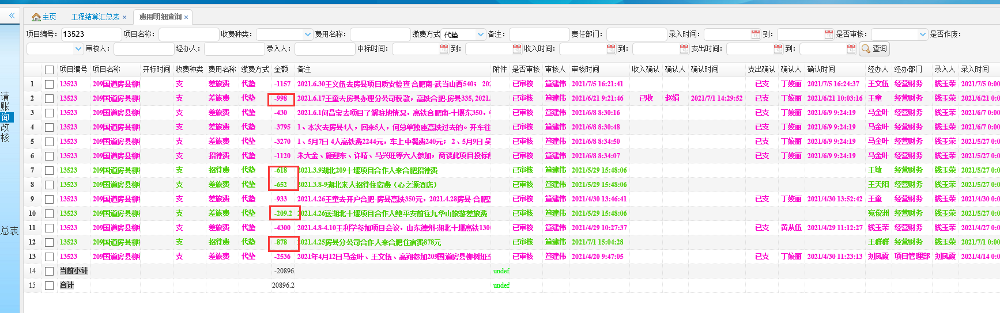 主页 工程结算汇总表 × 费用明细查询 ×
项目编号： 13523 项目名称： 收费种类： 费用名称： 缴费方式 代垫 备注： 责任部门： 录入时间： 到： 是否审核： 是否作废：
审核人： 经办人： 录入人： 中标时间： 到： 收入时间： 到： 支出时间： 到： 查询
项目编号 项目名称 开标时间 收费种类 费用名称 缴费方式 金额 备注 附件 是否审核 审核人 审核时间 收入确认 确认人 确认时间 支出确认 确认人 确认时间 经办人 经办部门 录入人 录入时间
1 13523 209国道房县柳树 支 差旅费 代垫 -1157 2021.6.30王文伍去房县项目质安检查 合肥南-武当山西540； 202 已审核 笪建伟 2021/7/5 16:21:41 已支 丁接丽 2021/7/5 16:24:37 王文伍 经营财务 钱玉荣 2021/7/5 0:00
2 13523 209国道房县柳树 支 差旅费 代垫 -998 2021.6.17王童去房县办理分公司税款，高铁合肥-房县335, 2021. 已审核 笪建伟 2021/6/21 9:21:46 已收 赵娟 2021/7/1 14:29:52 已支 丁接丽 2021/6/21 10:03:16 王童 经营财务 钱玉荣 2021/6/21 0:
3 13523 209国道房县柳树 支 差旅费 代垫 -430 2021.6.1何昌宝去项目了解驻地情况，高铁合肥南-十堰东350， 已审核 笪建伟 2021/6/8 8:30:16 已支 丁接丽 2021/6/9 9:24:19 马金叶 经营财务 钱玉荣 2021/6/7 0:00
4 13523 209国道房县柳树 支 差旅费 代垫 -3795 1、本次去房县4人，回来5人，何总单独座高铁过去的。开车往 已审核 笪建伟 2021/6/8 8:30:48 已支 丁接丽 2021/6/9 9:24:19 马金叶 经营财务 钱玉荣 2021/6/7 0:00
5 13523 209国道房县柳树 支 差旅费 代垫 -3270 1、5月7日 4人高铁费2244元，车上中餐费240元； 2、5月9日 吴 已审核 笪建伟 2021/6/8 8:34:50 已支 丁接丽 2021/6/9 9:24:19 马金叶 经营财务 钱玉荣 2021/5/27 0:0
6 13523 209国道房县柳树 支 招待费 代垫 -1120 朱大金、施迎东、许晴、马兴旺等六人参加，商谈此项目投标前 已审核 笪建伟 2021/6/8 8:34:07 已支 丁接丽 2021/6/9 9:24:19 马金叶 经营财务 钱玉荣 2021/5/27 0:0
7 13523 209国道房县柳树 支 招待费 代垫 -618 2021.3.9湖北209十堰项目合作人来合肥招待费 已审核 笪建伟 2021/5/29 15:48:06 王敏 经营财务 钱玉荣 2021/5/27 0:0
8 13523 209国道房县柳树 支 差旅费 代垫 -652 2021.3.8-9湖北来人招待住宿费（心之源酒店） 已审核 笪建伟 2021/5/29 15:48:06 王天阳 经营财务 钱玉荣 2021/5/27 0:0
9 13523 209国道房县柳树 支 差旅费 代垫 -933 2021.4.26王童去开户合肥-房县高铁350元，2021.4.28房县-合肥高 已审核 笪建伟 2021/4/30 13:46:41 已支 丁接丽 2021/4/30 13:52:42 王童 经营财务 钱玉荣 2021/4/30 0:0
10 13523 209国道房县柳树 支 差旅费 代垫 -209.2 2021.4.26送湖北十堰项目合作人鲍平安前往九华山旅游差旅费 已审核 笪建伟 2021/5/29 15:48:06 宛俊洲 经营财务 钱玉荣 2021/5/27 0:0
11 13523 209国道房县柳树 支 差旅费 代垫 -4300 2021.4.8-4.10王利学参加项目会议，山东德州-湖北十堰高铁1300 已审核 笪建伟 2021/4/29 10:27:37 已支 黄从伍 2021/4/29 11:12:27 钱玉荣 经营财务 钱玉荣 2021/4/29 0:0
12 13523 209国道房县柳树 支 招待费 代垫 -878 2021.4.25房县分公司合作人来合肥住宿费878元 已审核 笪建伟 2021/7/1 15:04:28 王群群 经营财务 钱玉荣 2021/7/1 0:00
13 13523 209国道房县柳树 支 差旅费 代垫 -2536 2021年4月12日马金叶、王文伍、高翔参加209国道房县柳树垭至 已审核 笪建伟 2021/4/20 9:47:05 已支 丁接丽 2021/4/30 11:23:13 刘凤霞 项目管理部 刘凤霞 2021/4/14 0:0
14 当前小计 -20896 undef
15 合计 20896.2 undef
请
账
询
改
核
总表